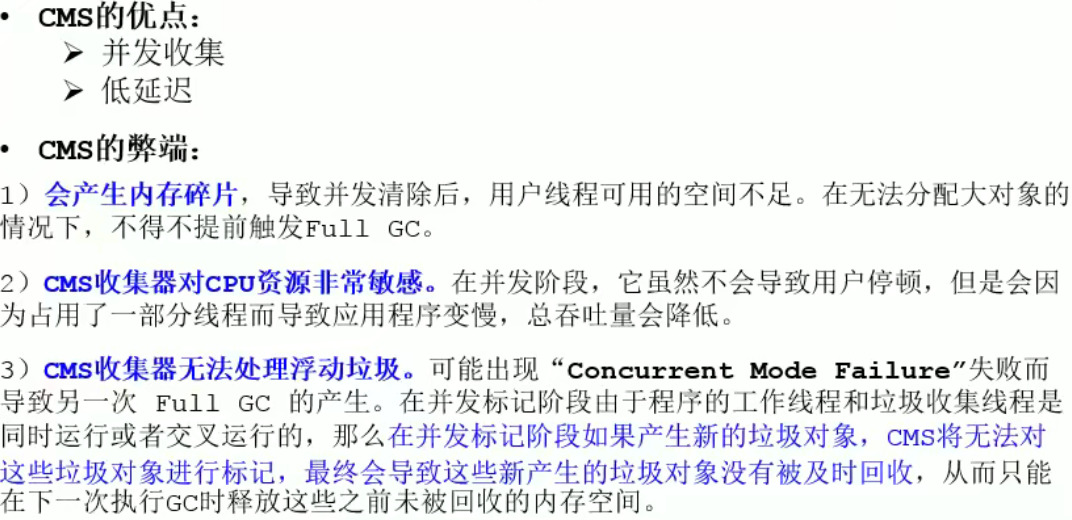 • CMS的优点：
➢ 并发收集
➢ 低延迟
• CMS的弊端：
1）会产生内存碎片，导致并发清除后，用户线程可用的空间不足。在无法分配大对象的
情况下，不得不提前触发Full GC。
2）CMS收集器对CPU资源非常敏感。在并发阶段，它虽然不会导致用户停顿，但是会因
为占用了一部分线程而导致应用程序变慢，总吞吐量会降低。
3）CMS收集器无法处理浮动垃圾。可能出现“Concurrent Mode Failure”失败而
导致另一次 Full GC 的产生。在并发标记阶段由于程序的工作线程和垃圾收集线程是
同时运行或者交叉运行的，那么在并发标记阶段如果产生新的垃圾对象，CMS将无法对
这些垃圾对象进行标记，最终会导致这些新产生的垃圾对象没有被及时回收，从而只能
在下一次执行GC时释放这些之前未被回收的内存空间。